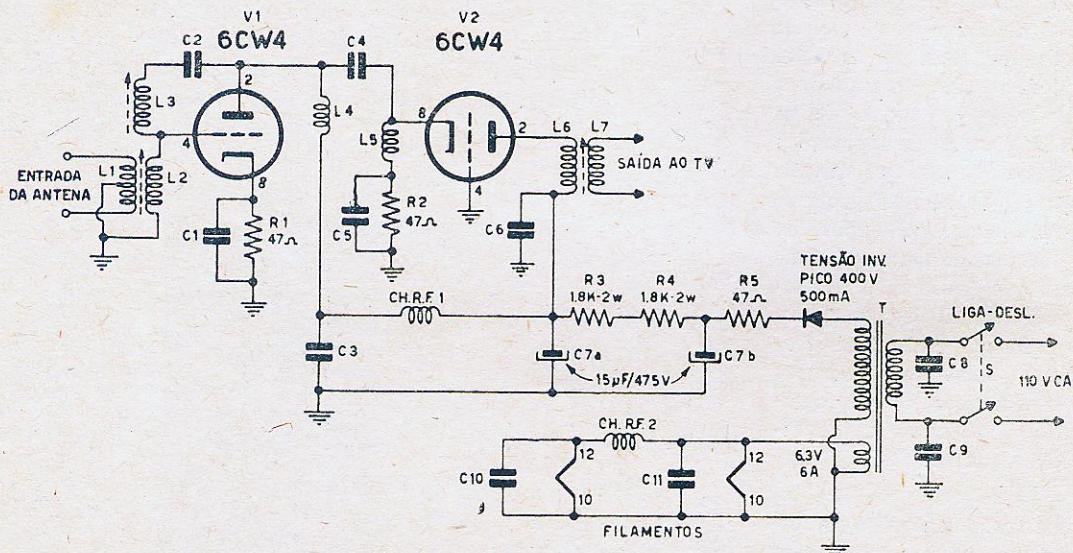 V1
6CW4
V2
6CW4
C2
2
C4
L3
L4
4
8
2
L6
L7
L5
SAÍDA AO TV
ENTRADA
DA ANTENA
L1
L2
8
4
C1
R1
47Ω
C5
R2
47Ω
C6
TENSÃO INV.
PICO 400V
500mA
R3
1.8K-2w
R4
1.8K-2w
R5
47Ω
T
LIGA-DESL.
CH.R.F.1
C3
C7a
C7b
15µF/475V
C8
S
110 VCA
CH. R.F.2
C9
C10
12
10
C11
12
10
6.3V
6A
FILAMENTOS